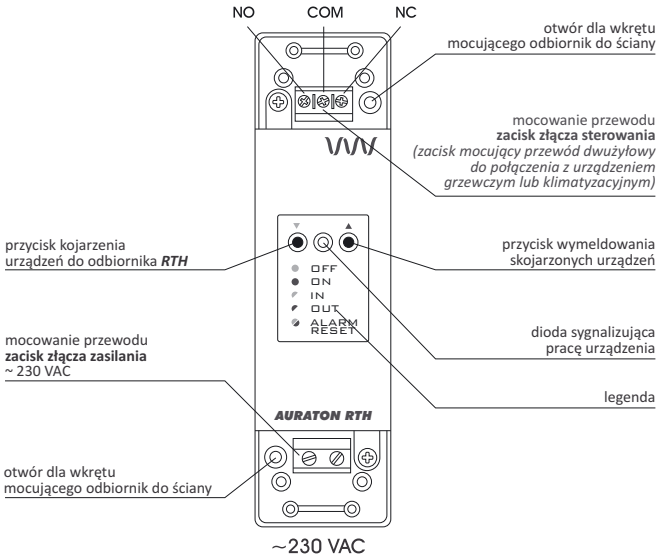 NO COM NC
otwór dla wkrętu
mocującego odbiornik do ściany
mocowanie przewodu
zacisk złącza sterowania
(zacisk mocujący przewód dwużyłowy
do połączenia z urządzeniem
grzewczym lub klimatyzacyjnym)
przycisk kojarzenia
urządzeń do odbiornika RTH
przycisk wymeldowania
skojarzonych urządzeń
OFF
ON
IN
OUT
ALARM
RESET
mocowanie przewodu
zacisk złącza zasilania
~ 230 VAC
dioda sygnalizująca
pracę urządzenia
legenda
AURATON RTH
otwór dla wkrętu
mocującego odbiornik do ściany
~230 VAC